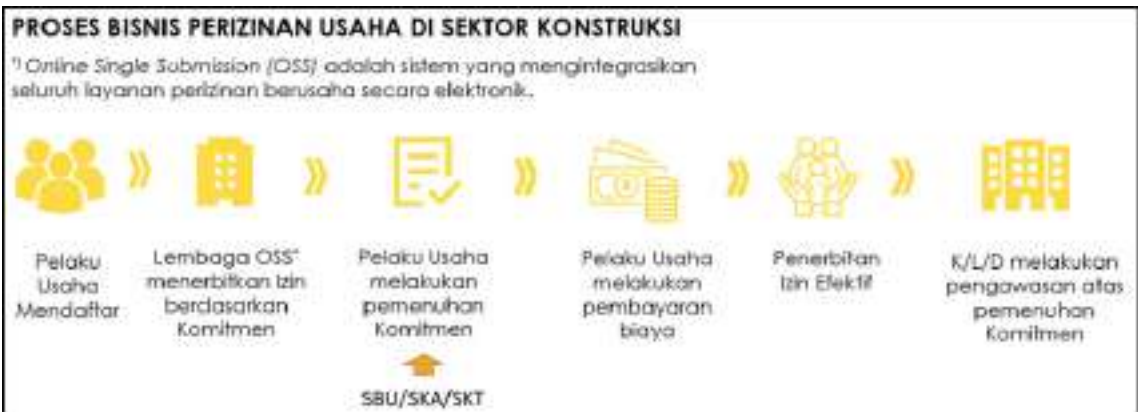 PROSES BISNIS PERIZINAN USAHA DI SEKTOR KONSTRUKSI
*) Online Single Submission (OSS) adalah sistem yang mengintegrasikan
seluruh layanan perizinan berusaha secara elektronik.
Pelaku
Usaha
Mendaftar
Lembaga OSS*
menerbitkan Izin
berdasarkan
Komitmen
Pelaku Usaha
melakukan
pemenuhan
Komitmen
SBU/SKA/SKT
Pelaku Usaha
melakukan
pembayaran
biaya
Penerbitan
Izin Efektif
K/L/D melakukan
pengawasan atas
pemenuhan
Komitmen